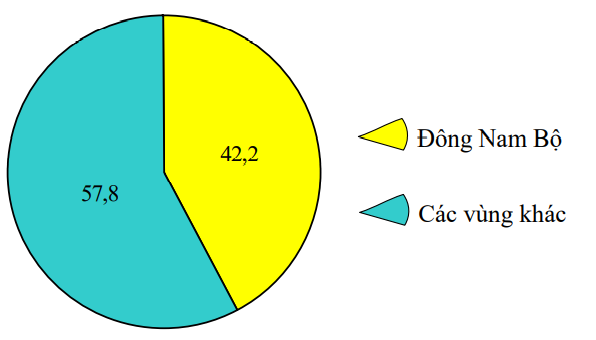 42,2
57,8
Đông Nam Bộ
Các vùng khác